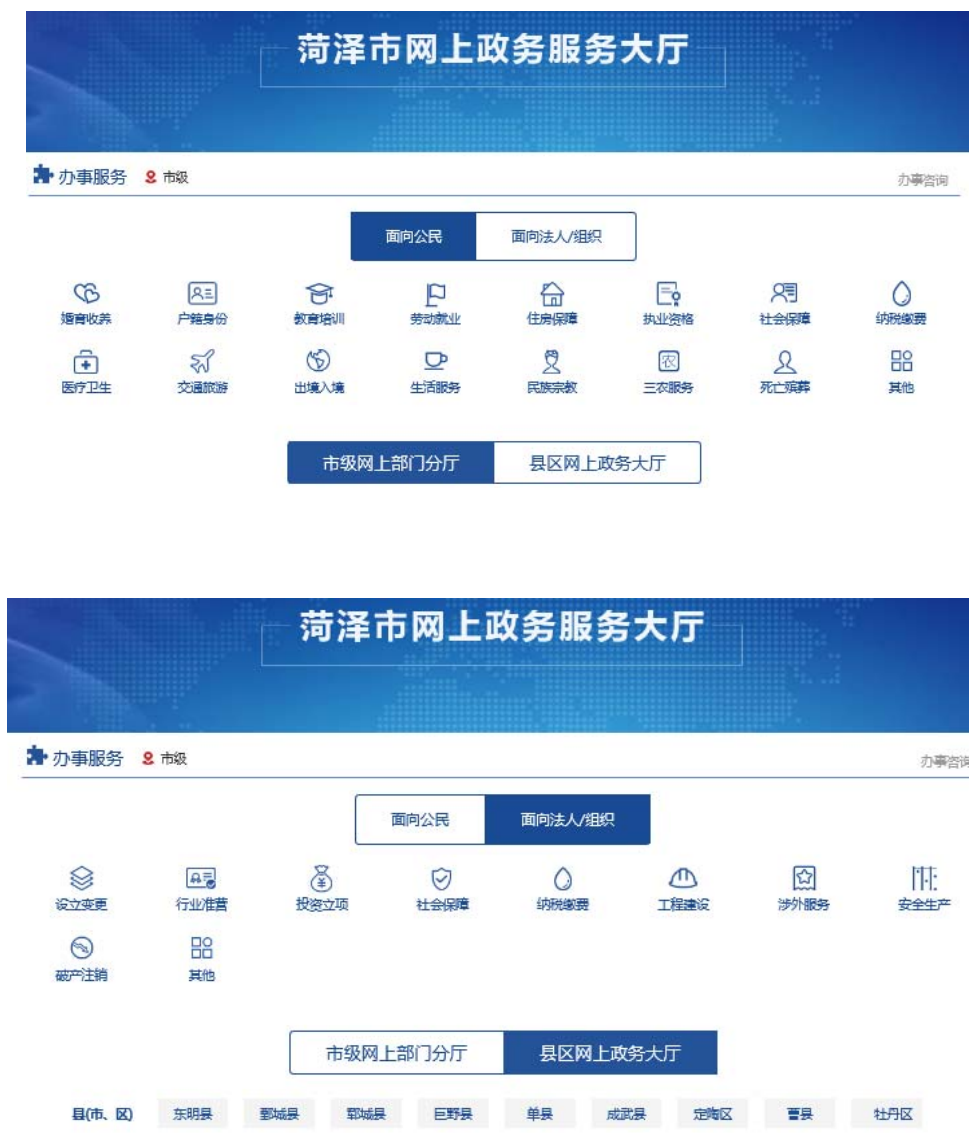 菏泽市网上政务服务大厅
办事服务 市级 办事咨询
面向公民 面向法人/组织
婚育收养 户籍身份 教育培训 劳动就业 住房保障 执业资格 社会保障 纳税缴费
农
医疗卫生 交通旅游 出境入境 生活服务 民族宗教 三农服务 死亡殡葬 其他
市级网上部门分厅 县区网上政务大厅
菏泽市网上政务服务大厅
办事服务 市级 办事咨询
面向公民 面向法人/组织
设立变更 行业准营 投资立项 社会保障 纳税缴费 工程建设 涉外服务 安全生产
破产注销 其他
市级网上部门分厅 县区网上政务大厅
县(市、区) 东明县 鄄城县 郓城县 巨野县 单县 成武县 定陶区 曹县 牡丹区